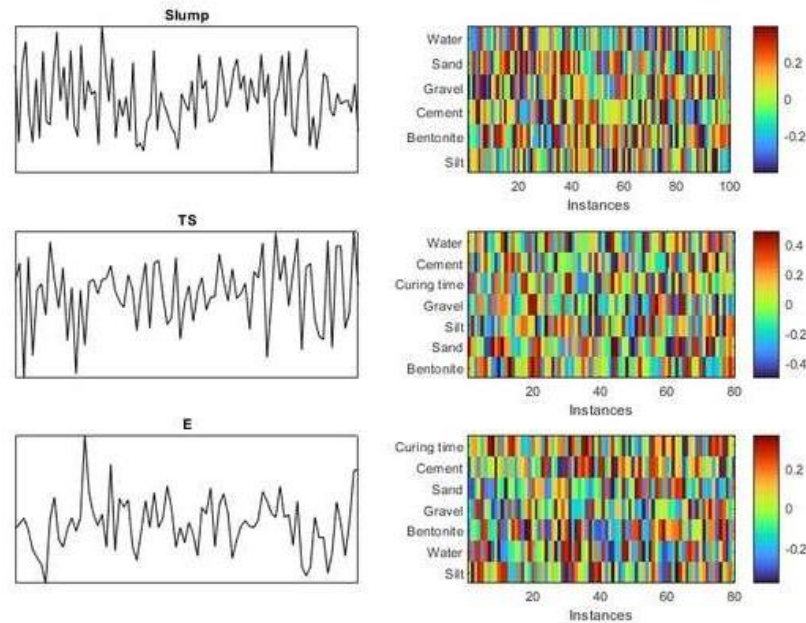 Slump
Water
Sand
Gravel
Cement
Bentonite
Silt
20 40 60 80 100
Instances
0.2
0
-0.2
TS
Water
Cement
Curing time
Gravel
Silt
Sand
Bentonite
20 40 60 80
Instances
0.4
0.2
0
-0.2
-0.4
E
Curing time
Cement
Sand
Gravel
Bentonite
Water
Silt
20 40 60 80
Instances
0.2
0
-0.2